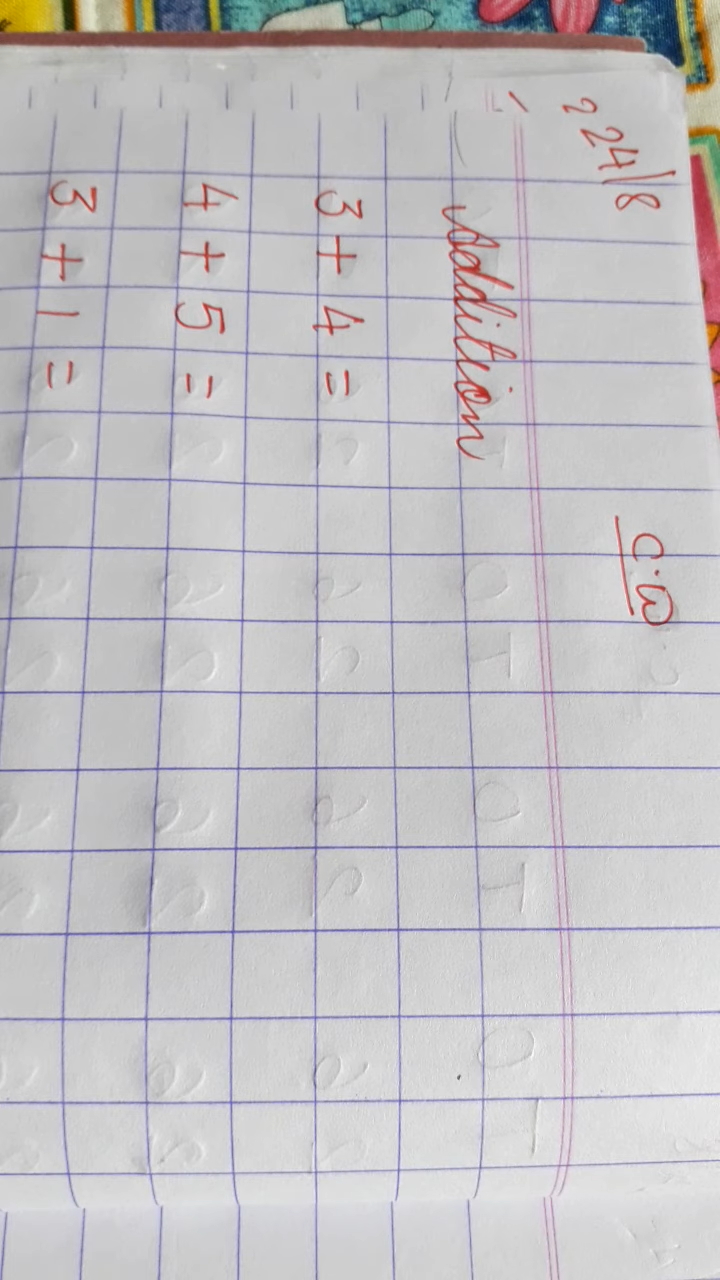 24/8
C.W
Addition
3 + 4 =
4 + 5 =
3 + 1 =